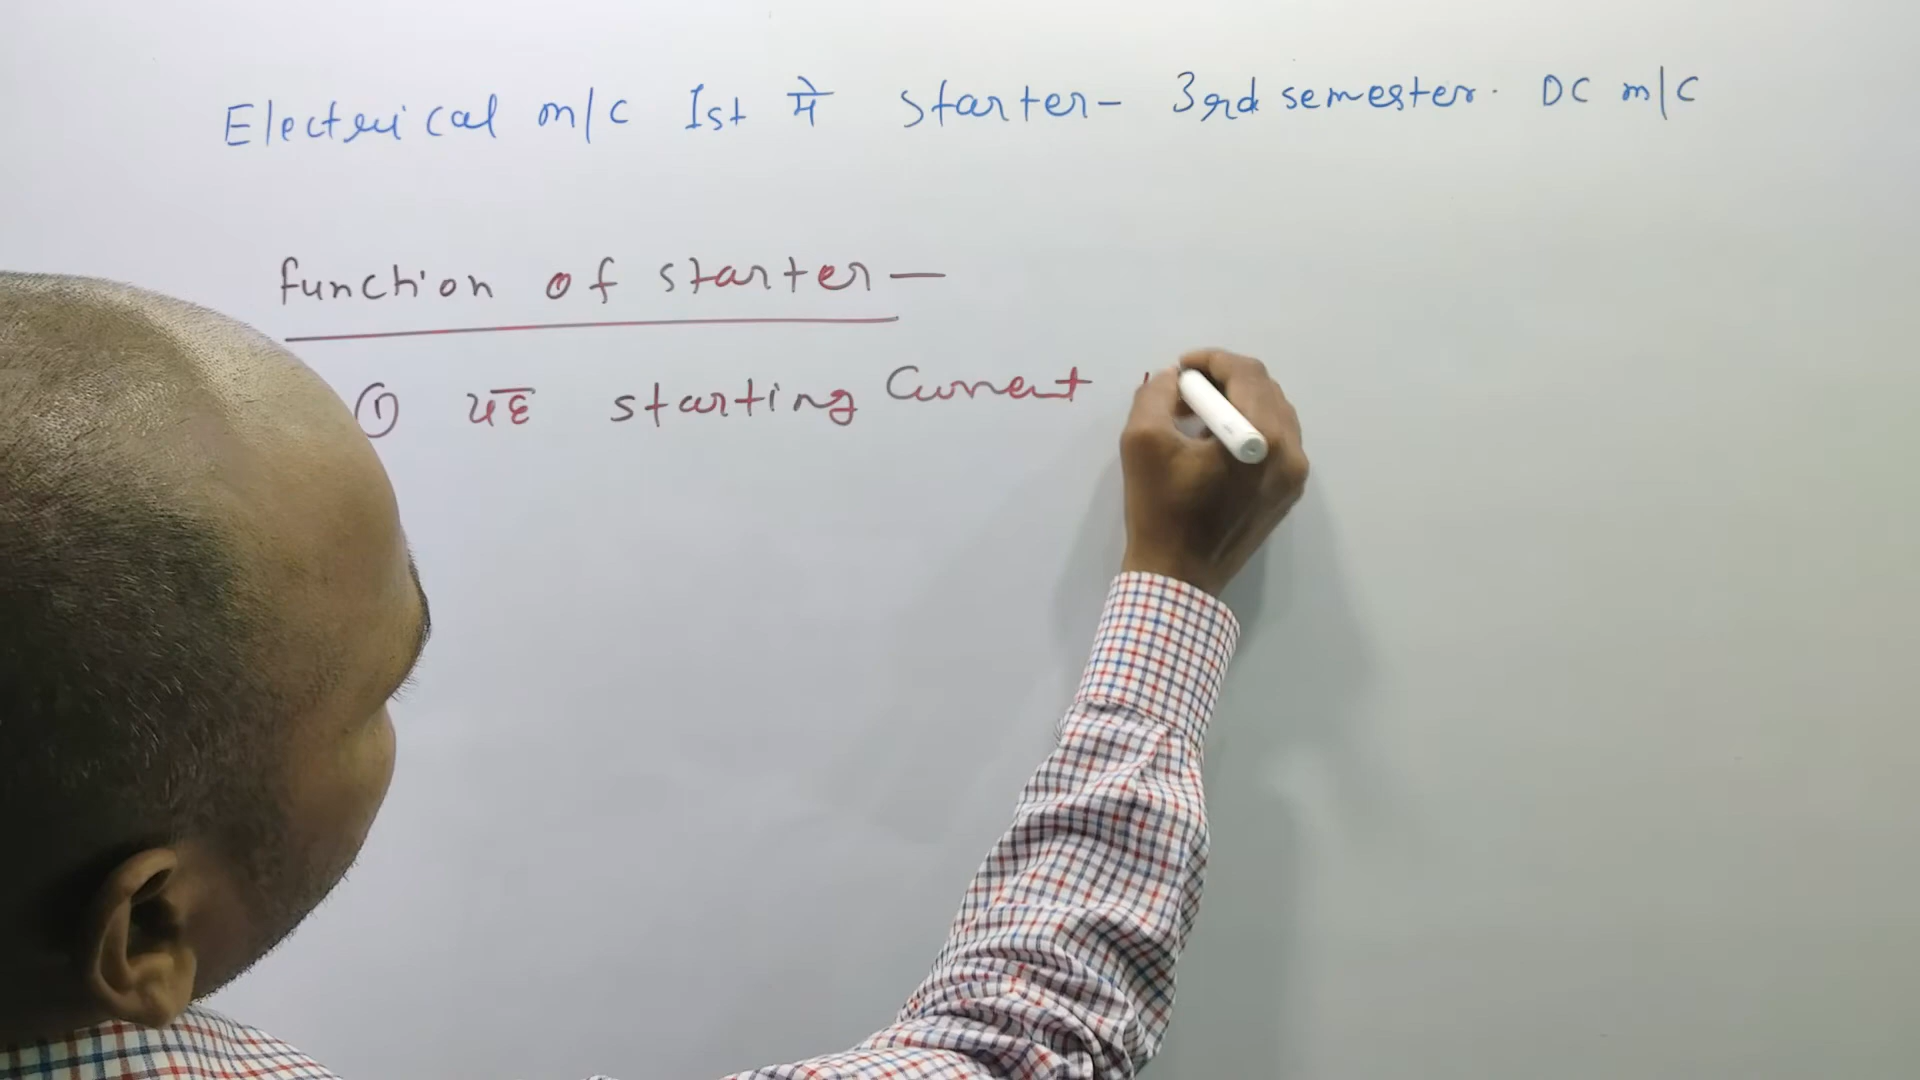 Electrical m/c Ist मे Starter- 3rd semester. DC m/c
function of starter —
① यह starting Current